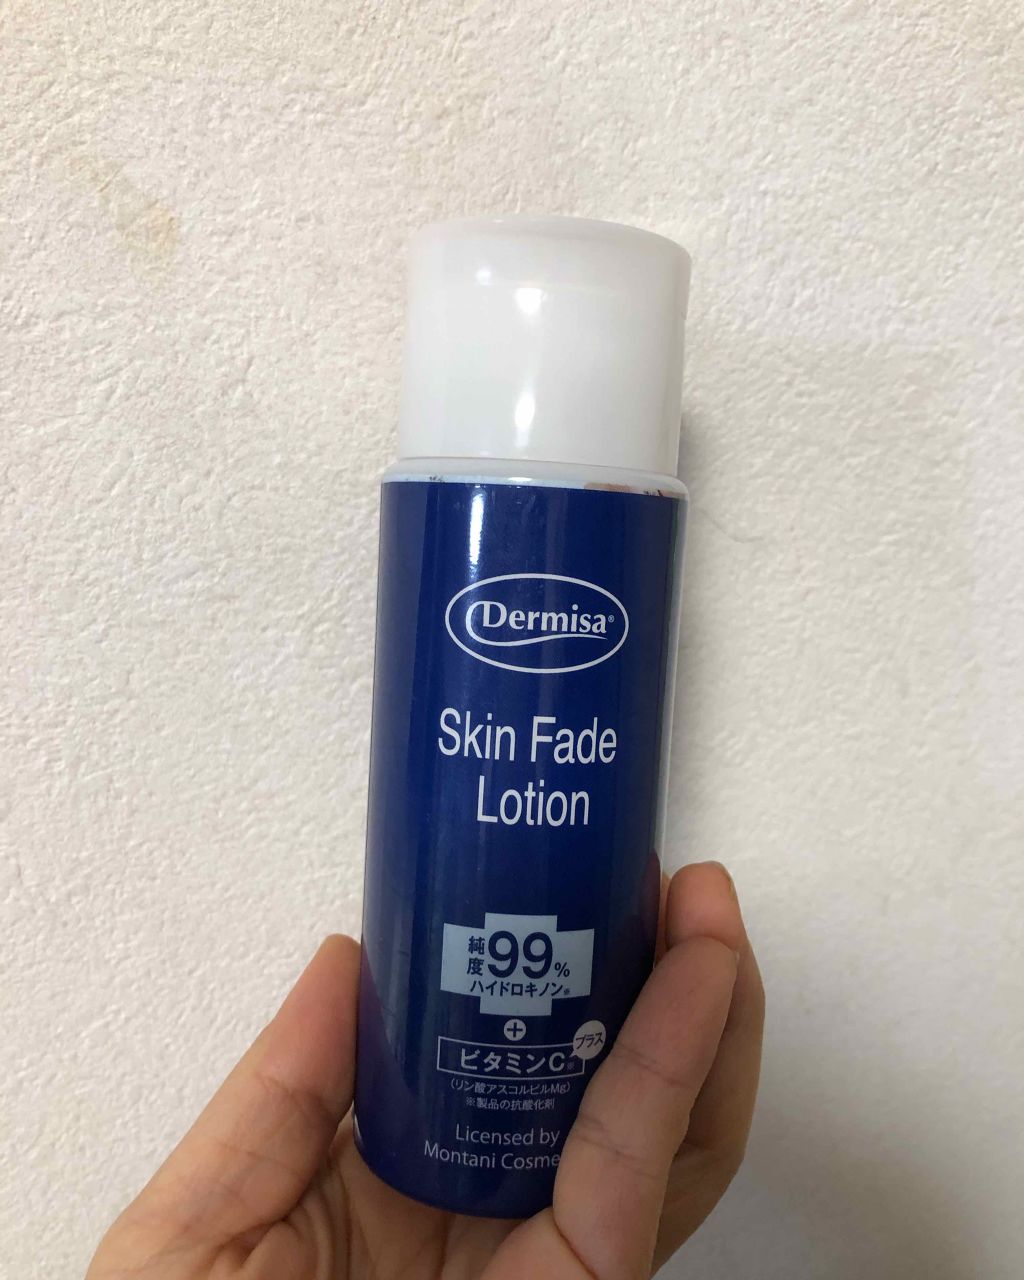 Dermisa®
Skin Fade
Lotion
純度99%
ハイドロキノン※
+
プラス
ビタミンC※
(リン酸アスコルビルMg)
※製品の抗酸化剤
Licensed by
Montani